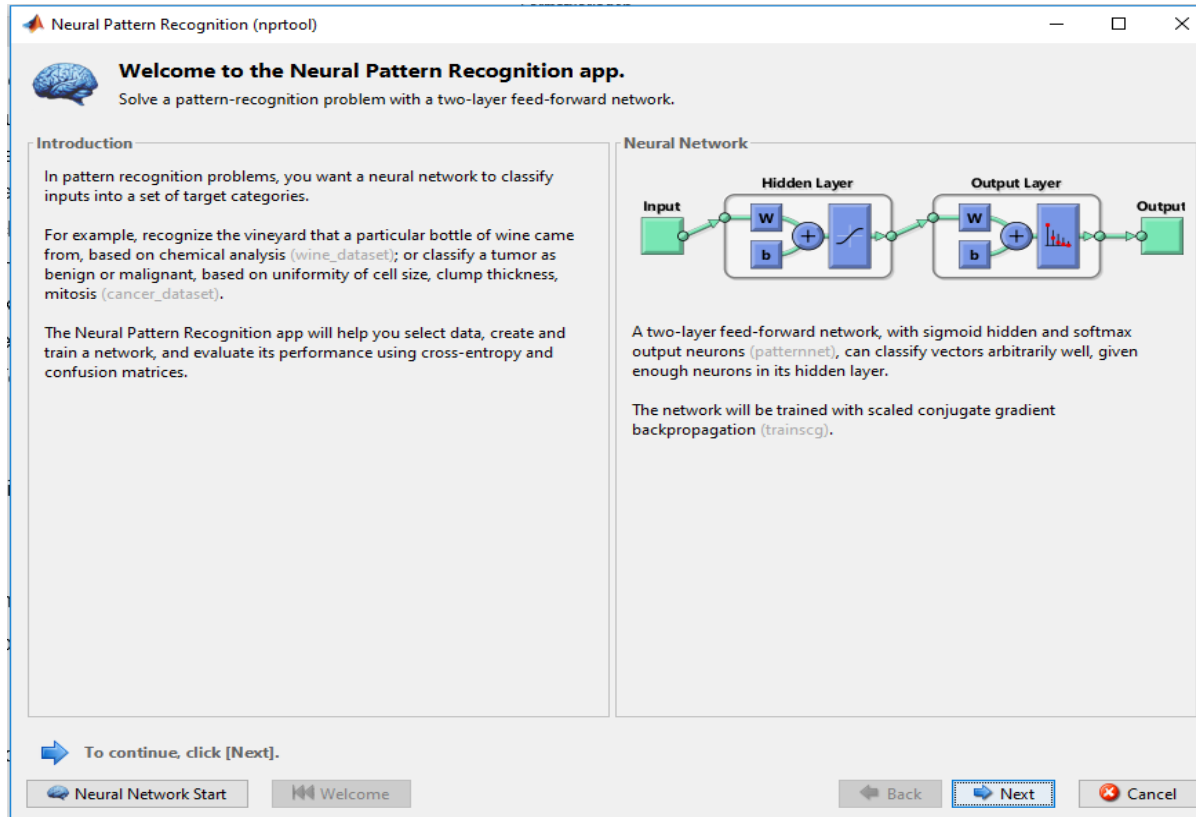 Neural Pattern Recognition (nprtool)
Welcome to the Neural Pattern Recognition app.
Solve a pattern-recognition problem with a two-layer feed-forward network.
Introduction
In pattern recognition problems, you want a neural network to classify
inputs into a set of target categories.
For example, recognize the vineyard that a particular bottle of wine came
from, based on chemical analysis (wine_dataset); or classify a tumor as
benign or malignant, based on uniformity of cell size, clump thickness,
mitosis (cancer_dataset).
The Neural Pattern Recognition app will help you select data, create and
train a network, and evaluate its performance using cross-entropy and
confusion matrices.
Neural Network
Hidden Layer
Output Layer
Input
Output
W
b
W
b
A two-layer feed-forward network, with sigmoid hidden and softmax
output neurons (patternnet), can classify vectors arbitrarily well, given
enough neurons in its hidden layer.
The network will be trained with scaled conjugate gradient
backpropagation (trainscg).
To continue, click [Next].
Neural Network Start
Welcome
Back
Next
Cancel